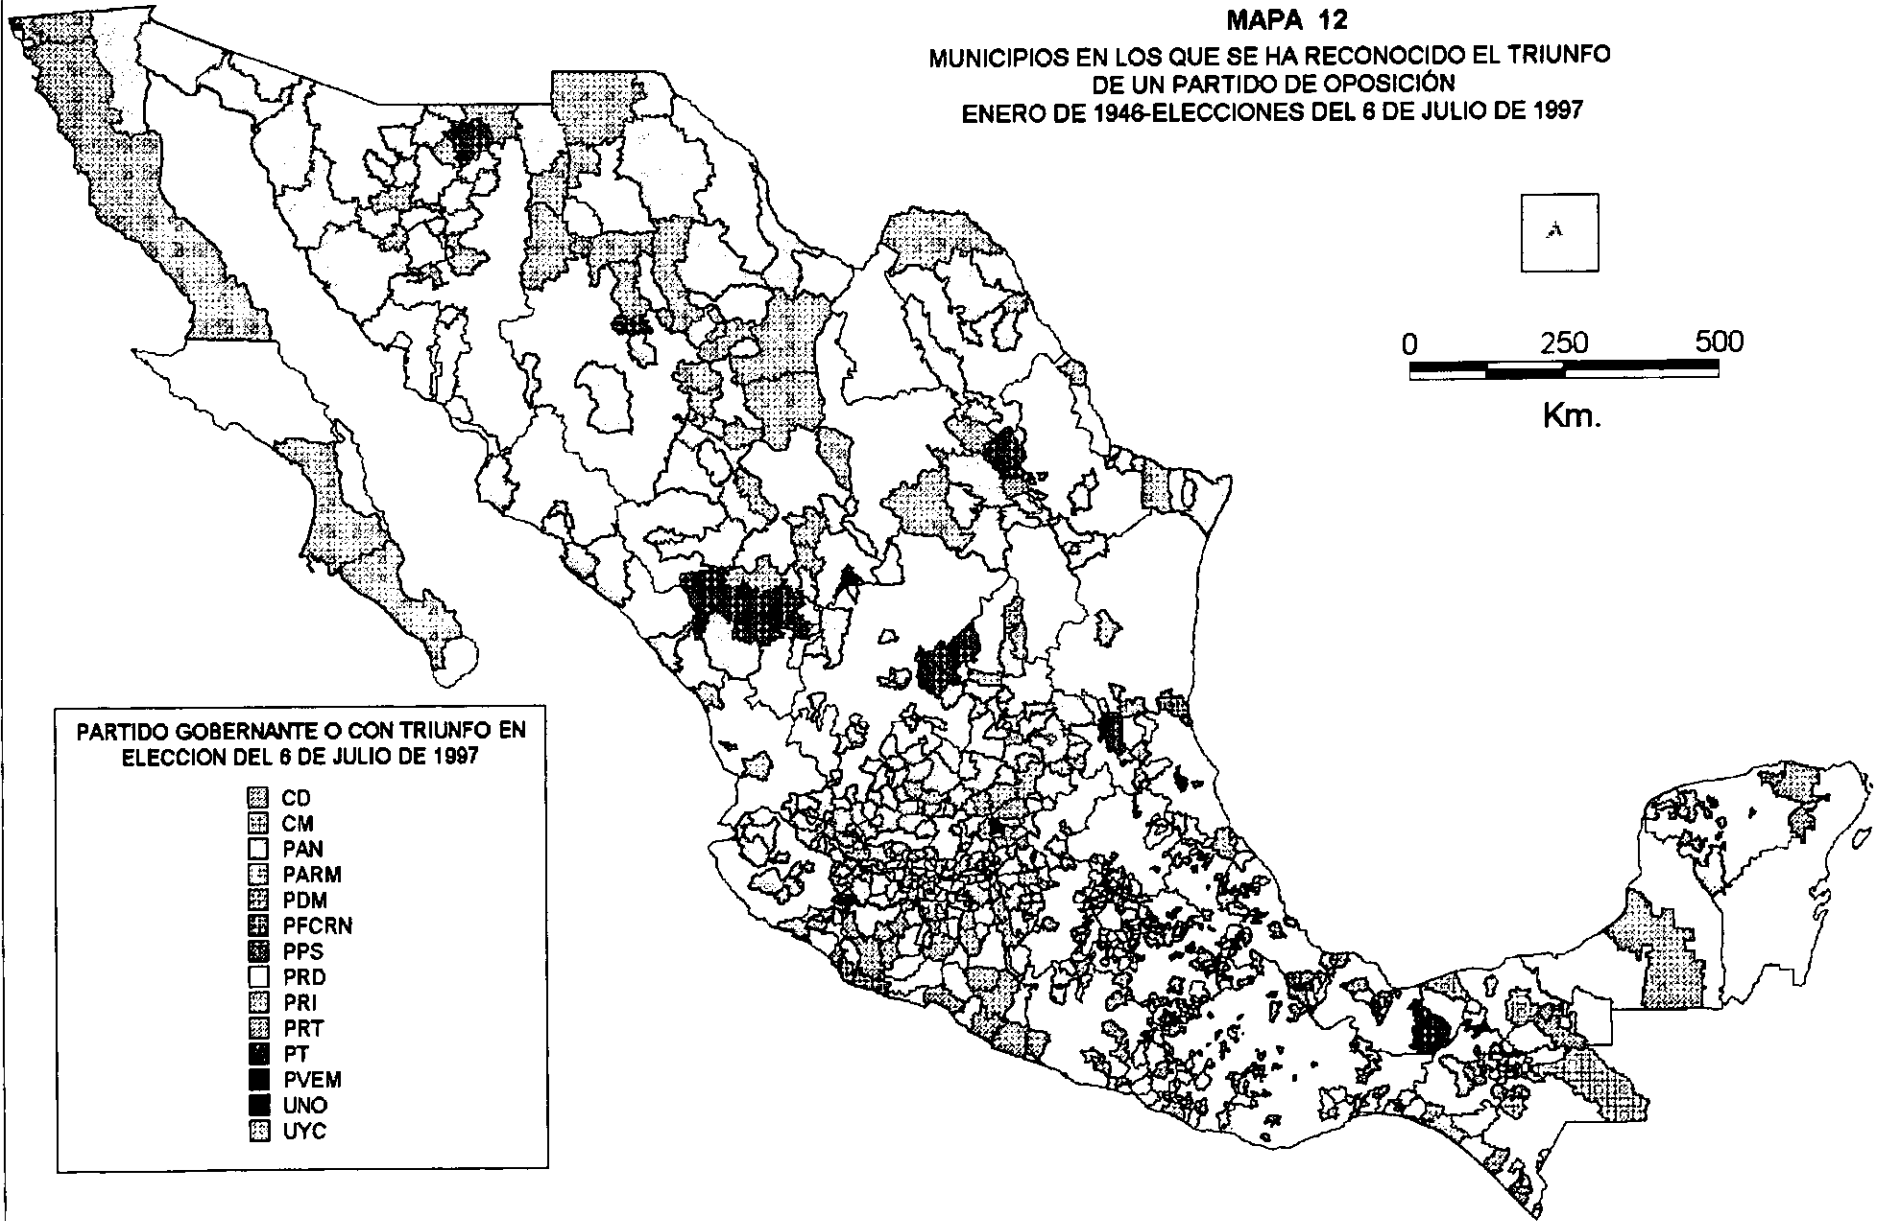 MAPA 12
MUNICIPIOS EN LOS QUE SE HA RECONOCIDO EL TRIUNFO
DE UN PARTIDO DE OPOSICIÓN
ENERO DE 1946-ELECCIONES DEL 6 DE JULIO DE 1997
A
0 250 500
Km.
PARTIDO GOBERNANTE O CON TRIUNFO EN
ELECCION DEL 6 DE JULIO DE 1997
CD
CM
PAN
PARM
PDM
PFCRN
PPS
PRD
PRI
PRT
PT
PVEM
UNO
UYC